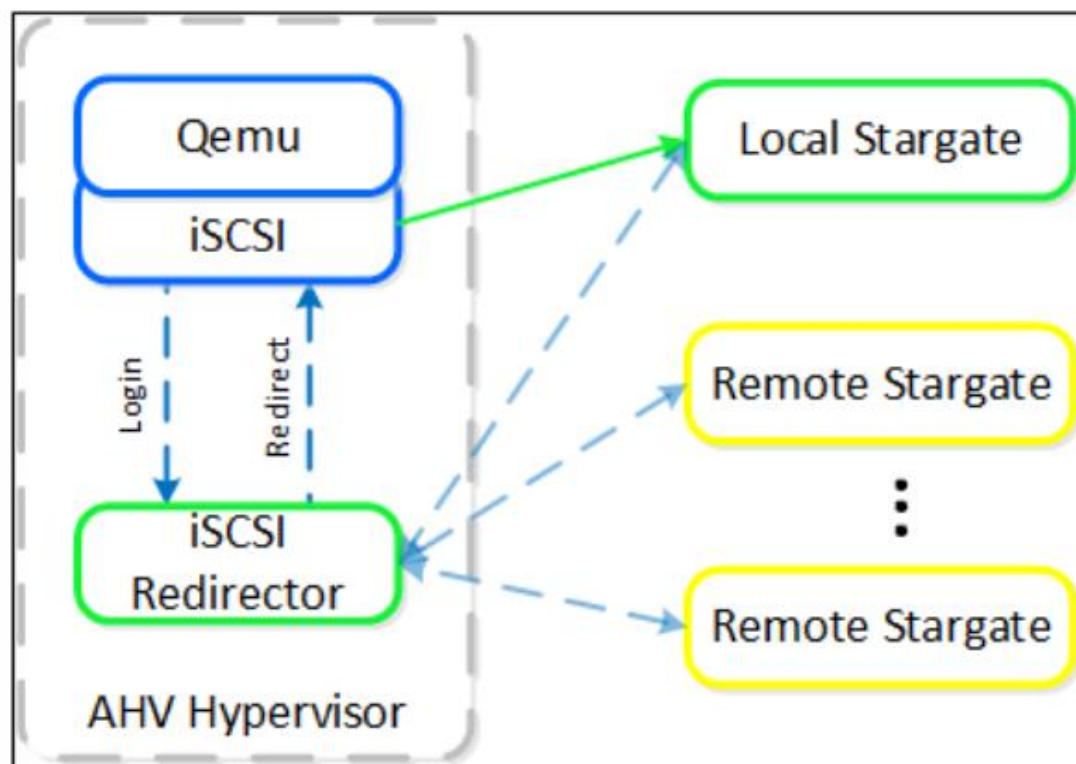 Qemu
iSCSI
Login
Redirect
iSCSI
Redirector
AHV Hypervisor
Local Stargate
Remote Stargate
Remote Stargate